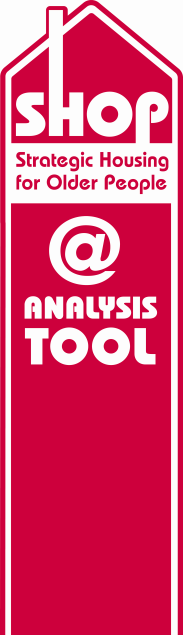 SHOP
Strategic Housing
for Older People
@
ANALYSIS
TOOL